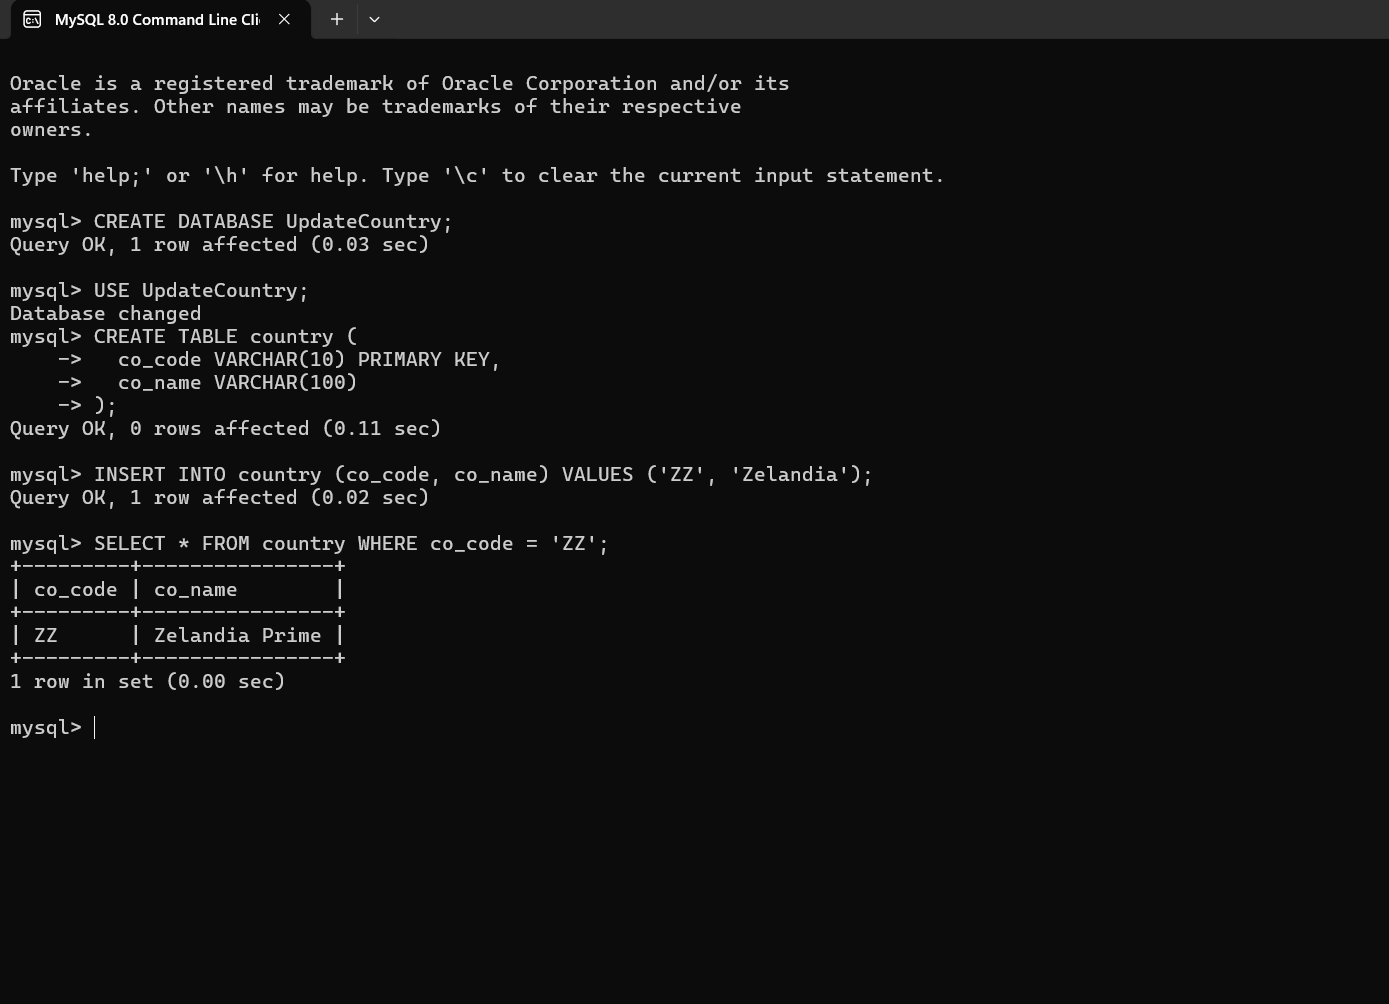 MySQL 8.0 Command Line Cli
Oracle is a registered trademark of Oracle Corporation and/or its
affiliates. Other names may be trademarks of their respective
owners.
Type 'help;' or '\h' for help. Type '\c' to clear the current input statement.
mysql> CREATE DATABASE UpdateCountry;
Query OK, 1 row affected (0.03 sec)
mysql> USE UpdateCountry;
Database changed
mysql> CREATE TABLE country (
    ->   co_code VARCHAR(10) PRIMARY KEY,
    ->   co_name VARCHAR(100)
    -> );
Query OK, 0 rows affected (0.11 sec)
mysql> INSERT INTO country (co_code, co_name) VALUES ('ZZ', 'Zelandia');
Query OK, 1 row affected (0.02 sec)
mysql> SELECT * FROM country WHERE co_code = 'ZZ';
+---------+----------------+
| co_code | co_name        |
+---------+----------------+
| ZZ      | Zelandia Prime |
+---------+----------------+
1 row in set (0.00 sec)
mysql>